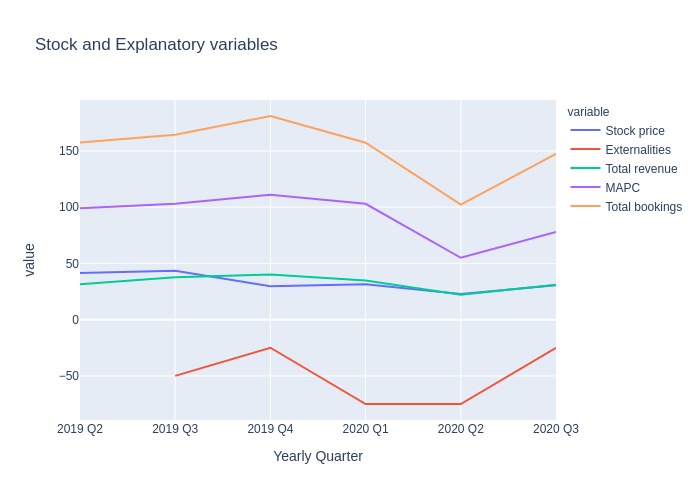 Stock and Explanatory variables
variable
Stock price
Externalities
Total revenue
MAPC
Total bookings
value
150
100
50
0
−50
2019 Q2
2019 Q3
2019 Q4
2020 Q1
2020 Q2
2020 Q3
Yearly Quarter